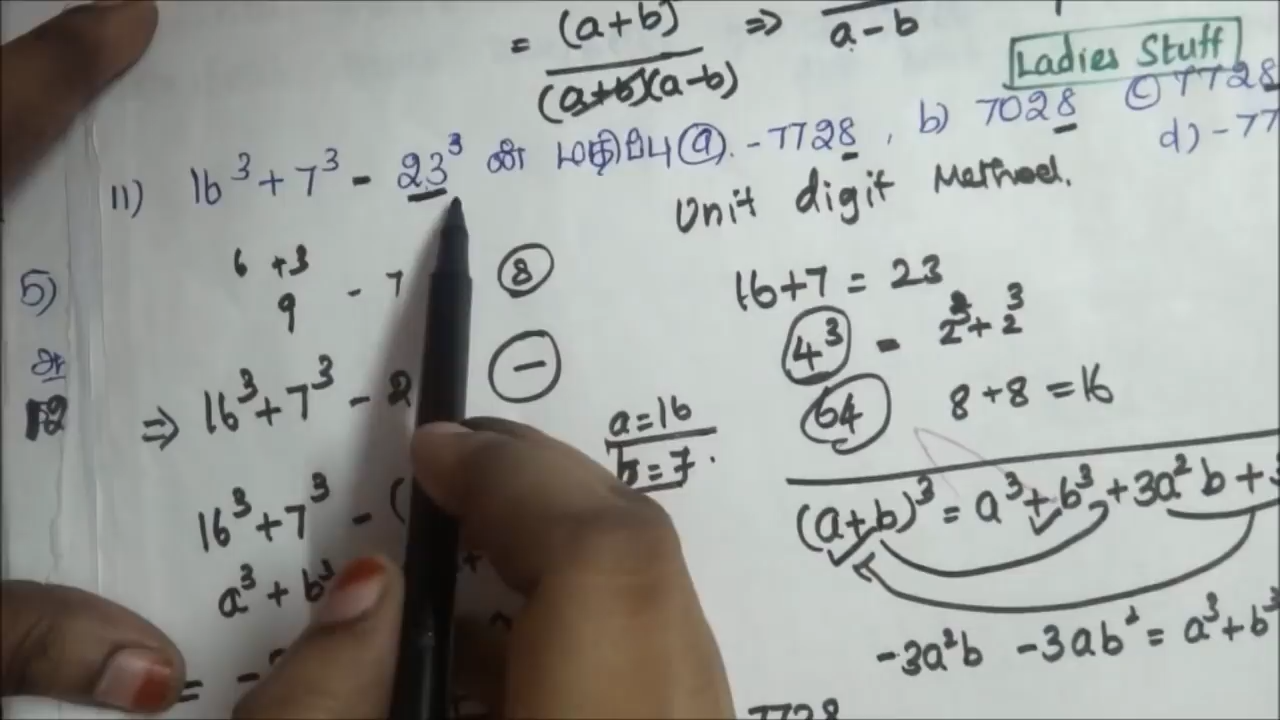 = (a+b) / (a+b)(a-b) => / a-b
Ladies Stuff
11) 16³ + 7³ - 23³ ன் மதிப்பு (a). -7728, b) 7028 (c) 7728
d) -77
Unit digit Method.
5)
6 +3
9 - 7 (8)
16+7 = 23
4³ = 2³+2³
(-)
=> 16³+7³ - 2
64 8+8 =16
a=16
b=7.
16³+7³ - (
(a+b)³ = a³+b³+3a²b+3
a³ + b³
-3a²b -3ab² = a³+b³
= -
7728